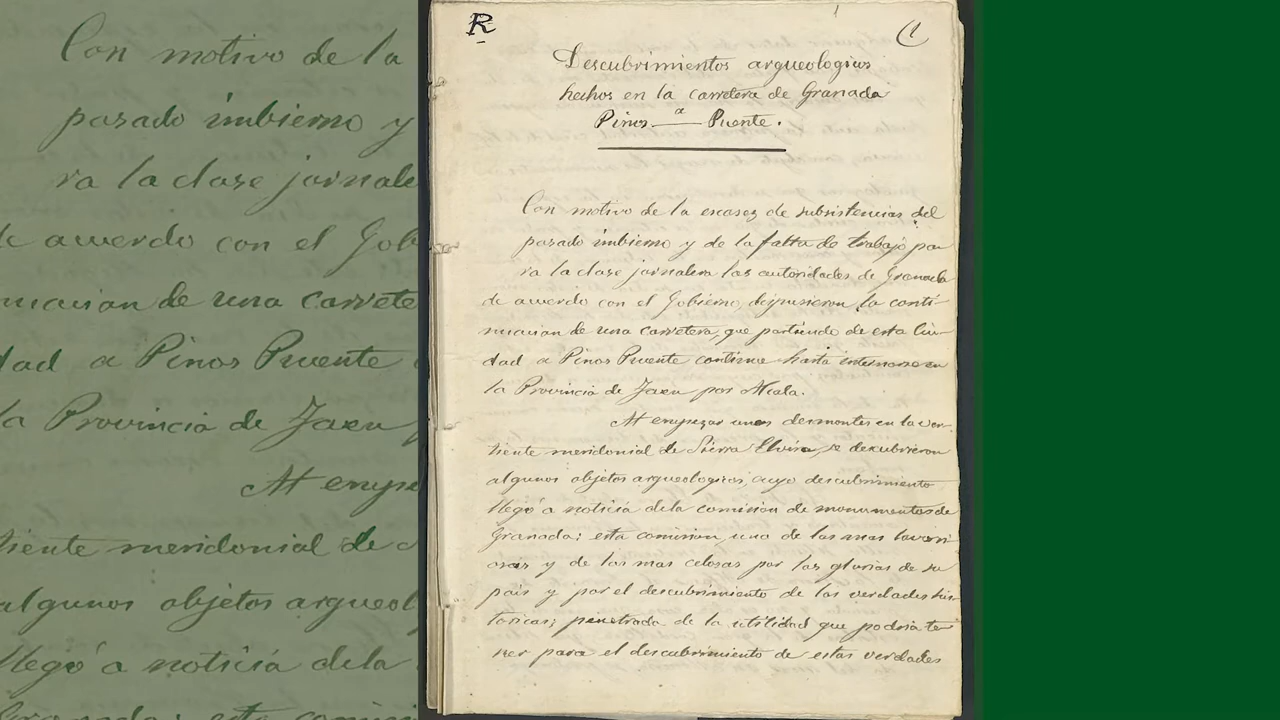 R
Descubrimientos arqueologicos
hechos en la carretera de Granada
a
Pinos — Puente.
Con motivo de la escasez de subsistencias del
pasado imbierno y de la falta de trabajo pa
ra la clase jornalera las autoridades de Granada
de acuerdo con el Gobierno, dispusieron la conti-
nuacion de una carretera, que partiendo de esta Ciu-
dad a Pinos Puente continue hasta internarse en
la Provincia de Jaen por Alcala.
Al empezar unos desmontes en la ver-
tiente meridonial de Sierra Elvira, se descubrieron
algunos objetos arqueologicos, cuyo descubrimiento
llegó a noticia dela comision de monumentos de
Granada; esta comision, una de las mas laveri
osas y de las mas celosas por las glorias de su
pais y por el descubrimiento de las verdades his-
toricas; penetrada de la utilidad que podria te-
ner para el descubrimiento de estas verdades
Con motivo de la
pasado imbierno y
ra la clase jornale
de acuerdo con el Gob
nuacion de una carrete
dad a Pinos Puente
la Provincia de Jaen
Al empe
tiente meridonial de
algunos objetos arqueol
llegó a noticia dela
Granada; esta comisi